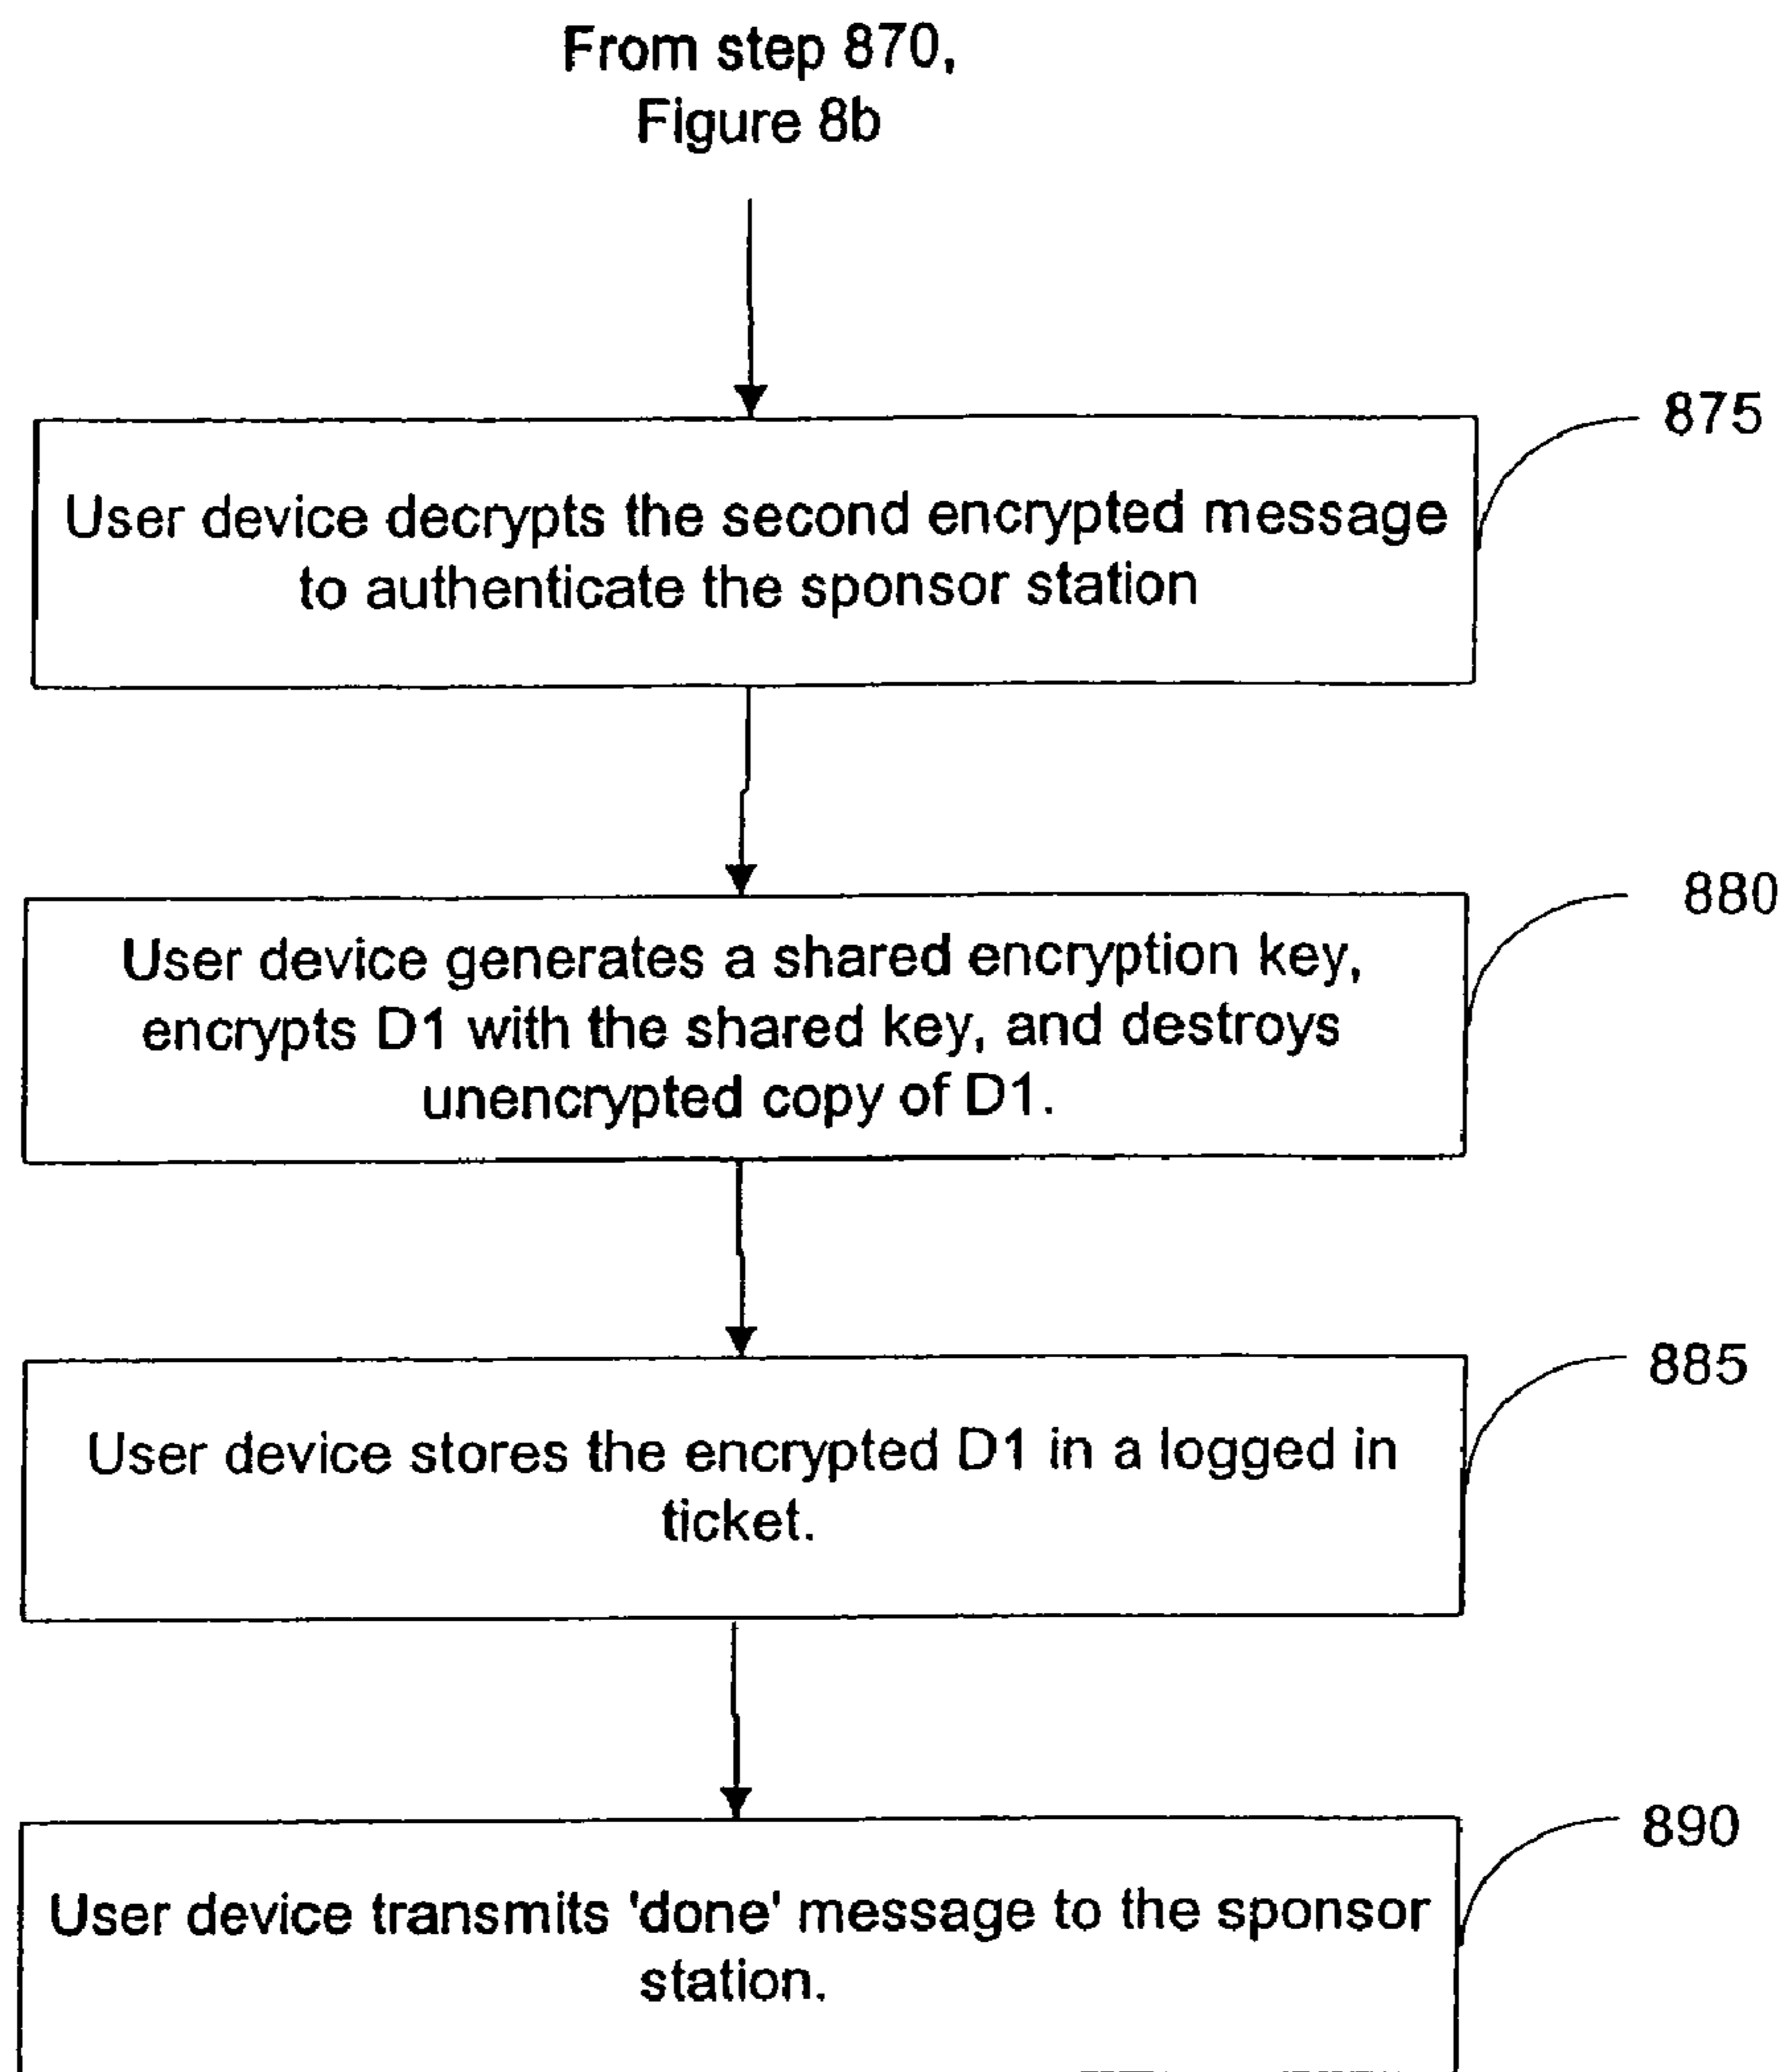 From step 870,
Figure 8b
875
User device decrypts the second encrypted message
to authenticate the sponsor station
880
User device generates a shared encryption key,
encrypts D1 with the shared key, and destroys
unencrypted copy of D1.
885
User device stores the encrypted D1 in a logged in
ticket.
890
User device transmits 'done' message to the sponsor
station.